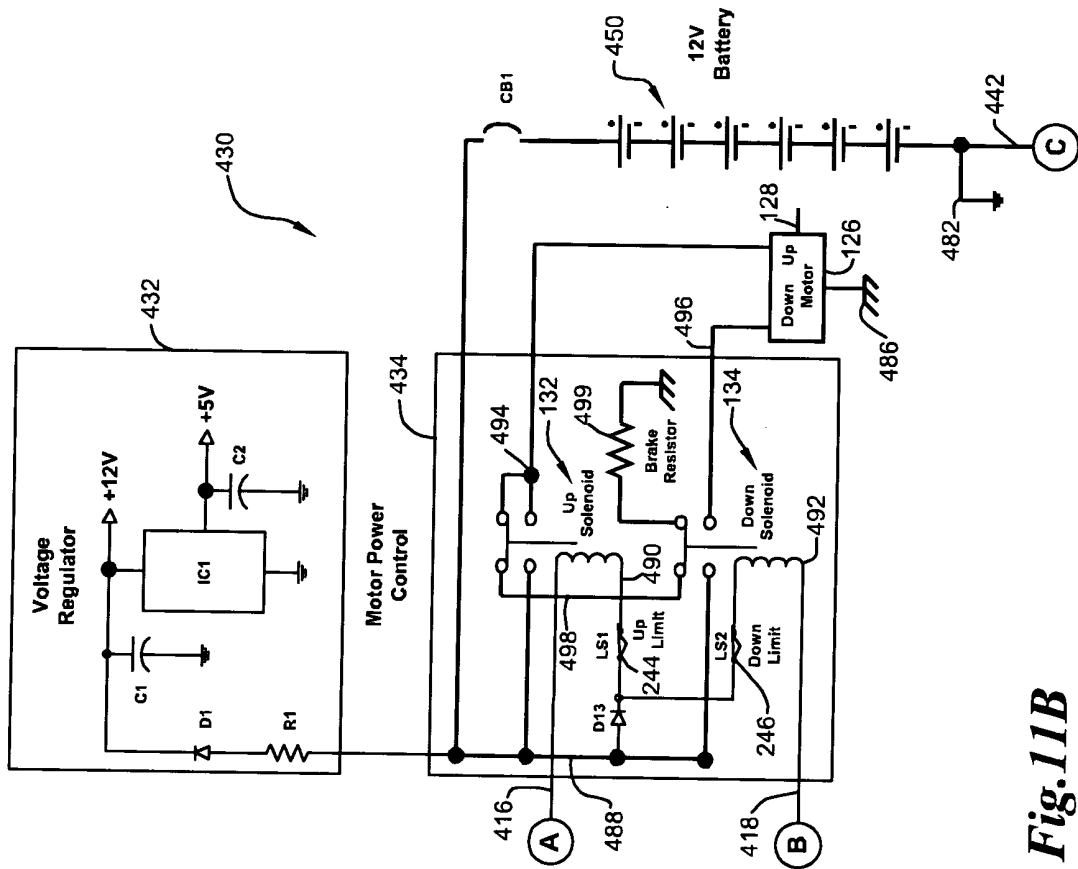 430
432
Voltage
Regulator
+12V
+5V
IC1
C1
C2
D1
R1
Motor Power
Control
434
494
132
Up
Solenoid
499
Brake
Resistor
490
498
LS1
Up
Limit
244
D13
134
Down
Solenoid
492
LS2
Down
Limit
246
416
A
488
418
B
496
Down Up
Motor
128
126
486
CB1
450
12V
Battery
+ -
+ -
+ -
+ -
+ -
+ -
482
442
C
Fig.11B